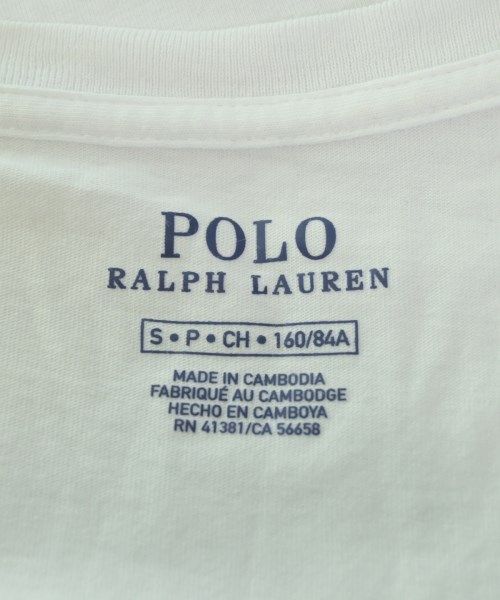 POLO
RALPH LAUREN
S • P • CH • 160/84A
MADE IN CAMBODIA
FABRIQUÉ AU CAMBODGE
HECHO EN CAMBOYA
RN 41381/CA 56658